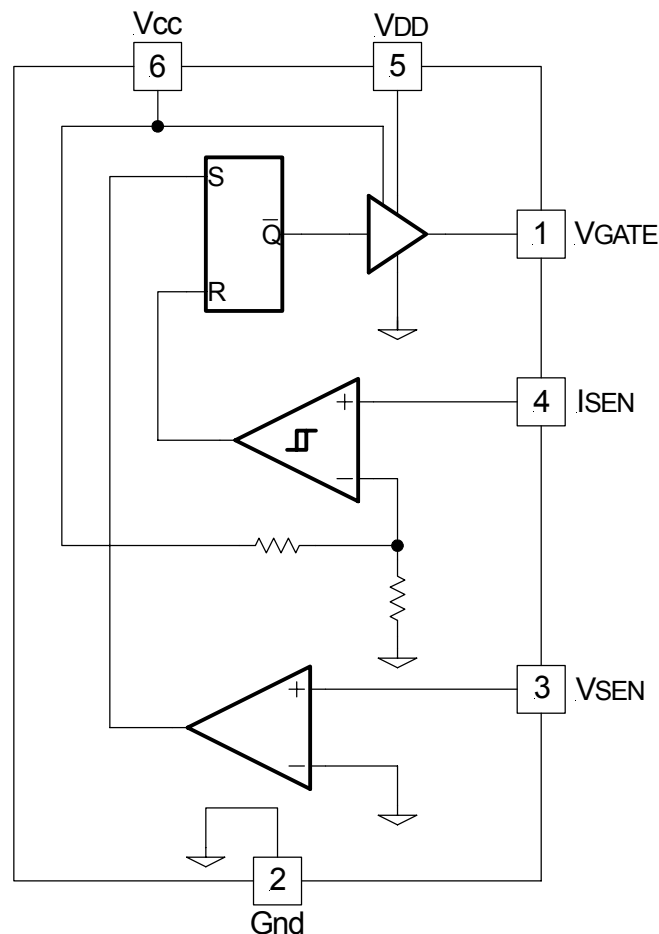 Vcc
VDD
6
5
S
Q̅
1
VGATE
R
+
4
ISEN
−
+
3
VSEN
−
2
Gnd